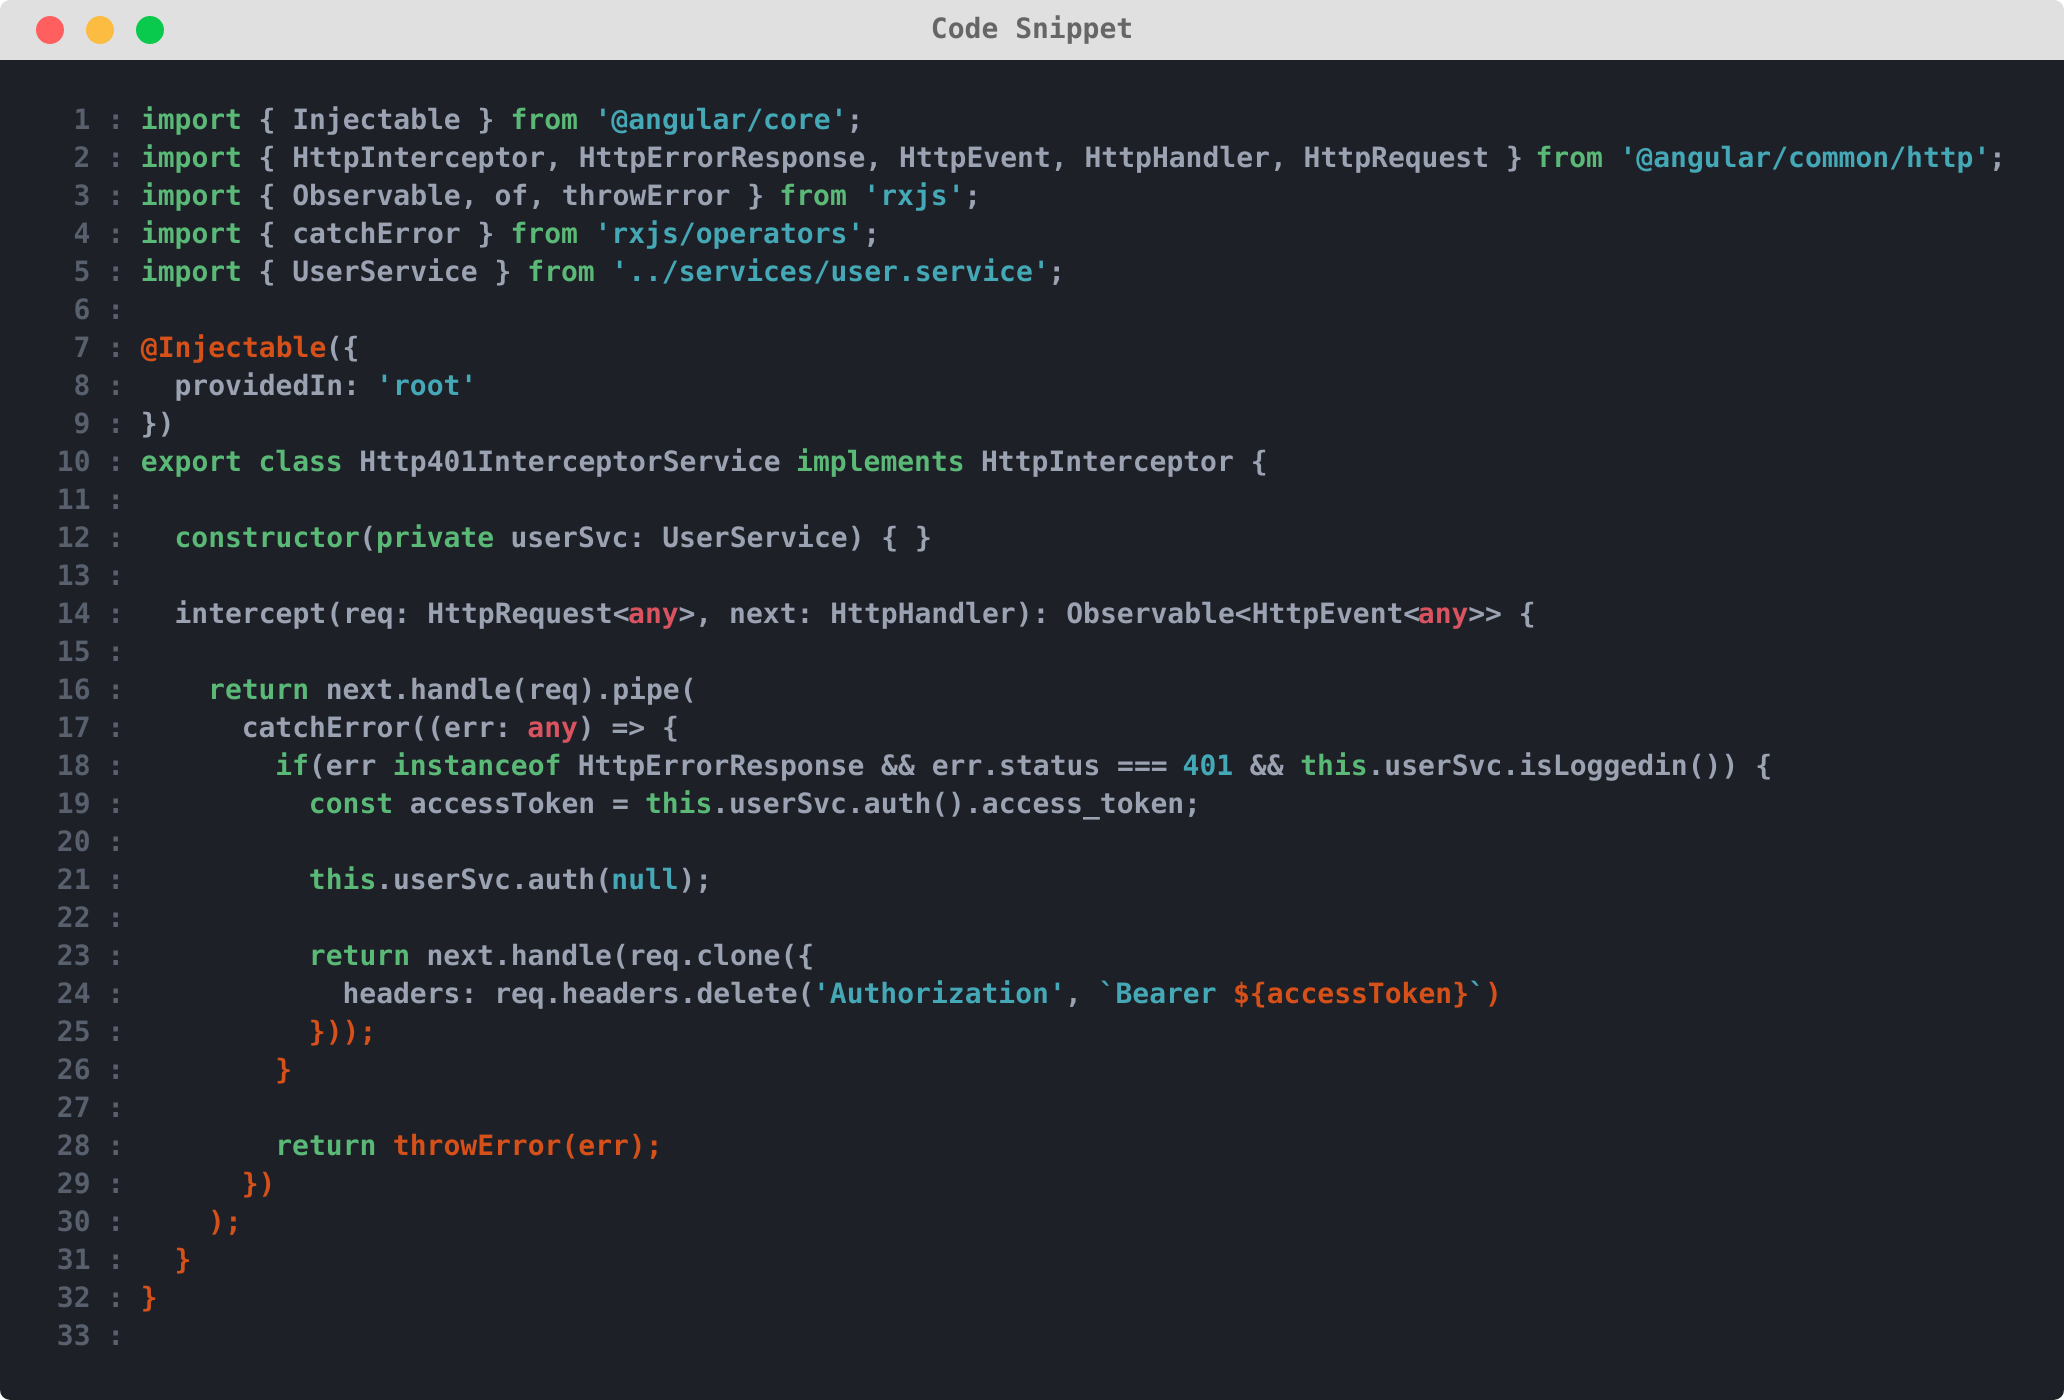 Code Snippet
1 : import { Injectable } from '@angular/core';
2 : import { HttpInterceptor, HttpErrorResponse, HttpEvent, HttpHandler, HttpRequest } from '@angular/common/http';
3 : import { Observable, of, throwError } from 'rxjs';
4 : import { catchError } from 'rxjs/operators';
5 : import { UserService } from '../services/user.service';
6 :
7 : @Injectable({
8 :   providedIn: 'root'
9 : })
10 : export class Http401InterceptorService implements HttpInterceptor {
11 :
12 :   constructor(private userSvc: UserService) { }
13 :
14 :   intercept(req: HttpRequest<any>, next: HttpHandler): Observable<HttpEvent<any>> {
15 :
16 :     return next.handle(req).pipe(
17 :       catchError((err: any) => {
18 :         if(err instanceof HttpErrorResponse && err.status === 401 && this.userSvc.isLoggedin()) {
19 :           const accessToken = this.userSvc.auth().access_token;
20 :
21 :           this.userSvc.auth(null);
22 :
23 :           return next.handle(req.clone({
24 :             headers: req.headers.delete('Authorization', `Bearer ${accessToken}`)
25 :           }));
26 :         }
27 :
28 :         return throwError(err);
29 :       })
30 :     );
31 :   }
32 : }
33 :